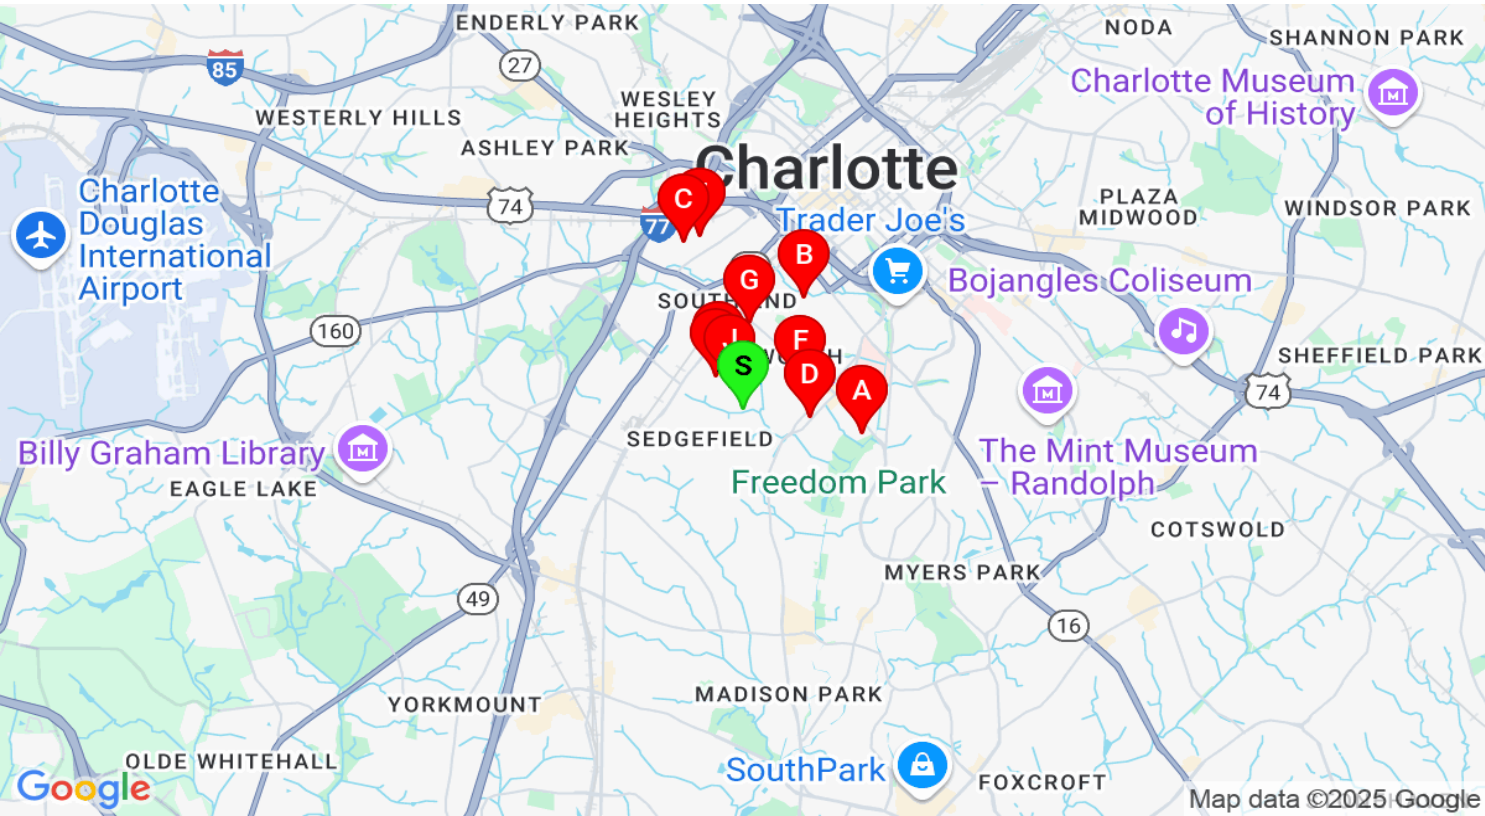 ENDERLY PARK
NODA
SHANNON PARK
27
85
Charlotte Museum
of History
WESLEY
HEIGHTS
WESTERLY HILLS
ASHLEY PARK
Charlotte
Charlotte
Douglas
International
Airport
74
C
77
PLAZA
MIDWOOD
WINDSOR PARK
Trader Joe's
B
G
Bojangles Coliseum
160
J
F
S
D
A
SHEFFIELD PARK
74
SEDGEFIELD
Billy Graham Library
EAGLE LAKE
Freedom Park
The Mint Museum
– Randolph
COTSWOLD
MYERS PARK
49
16
YORKMOUNT
MADISON PARK
OLDE WHITEHALL
SouthPark
FOXCROFT
Google
Map data ©2025 Google